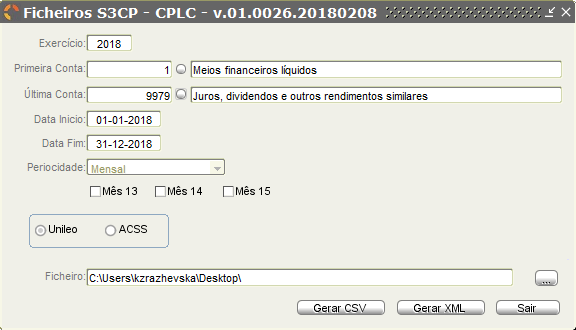 Ficheiros S3CP - CPLC - v.01.0026.20180208
Exercício: 2018
Primeira Conta: 1 Meios financeiros líquidos
Última Conta: 9979 Juros, dividendos e outros rendimentos similares
Data Inicio: 01-01-2018
Data Fim: 31-12-2018
Periocidade: Mensal
Mês 13 Mês 14 Mês 15
Unileo ACSS
Ficheiro: C:\Users\kzrazhevska\Desktop\ ...
Gerar CSV Gerar XML Sair